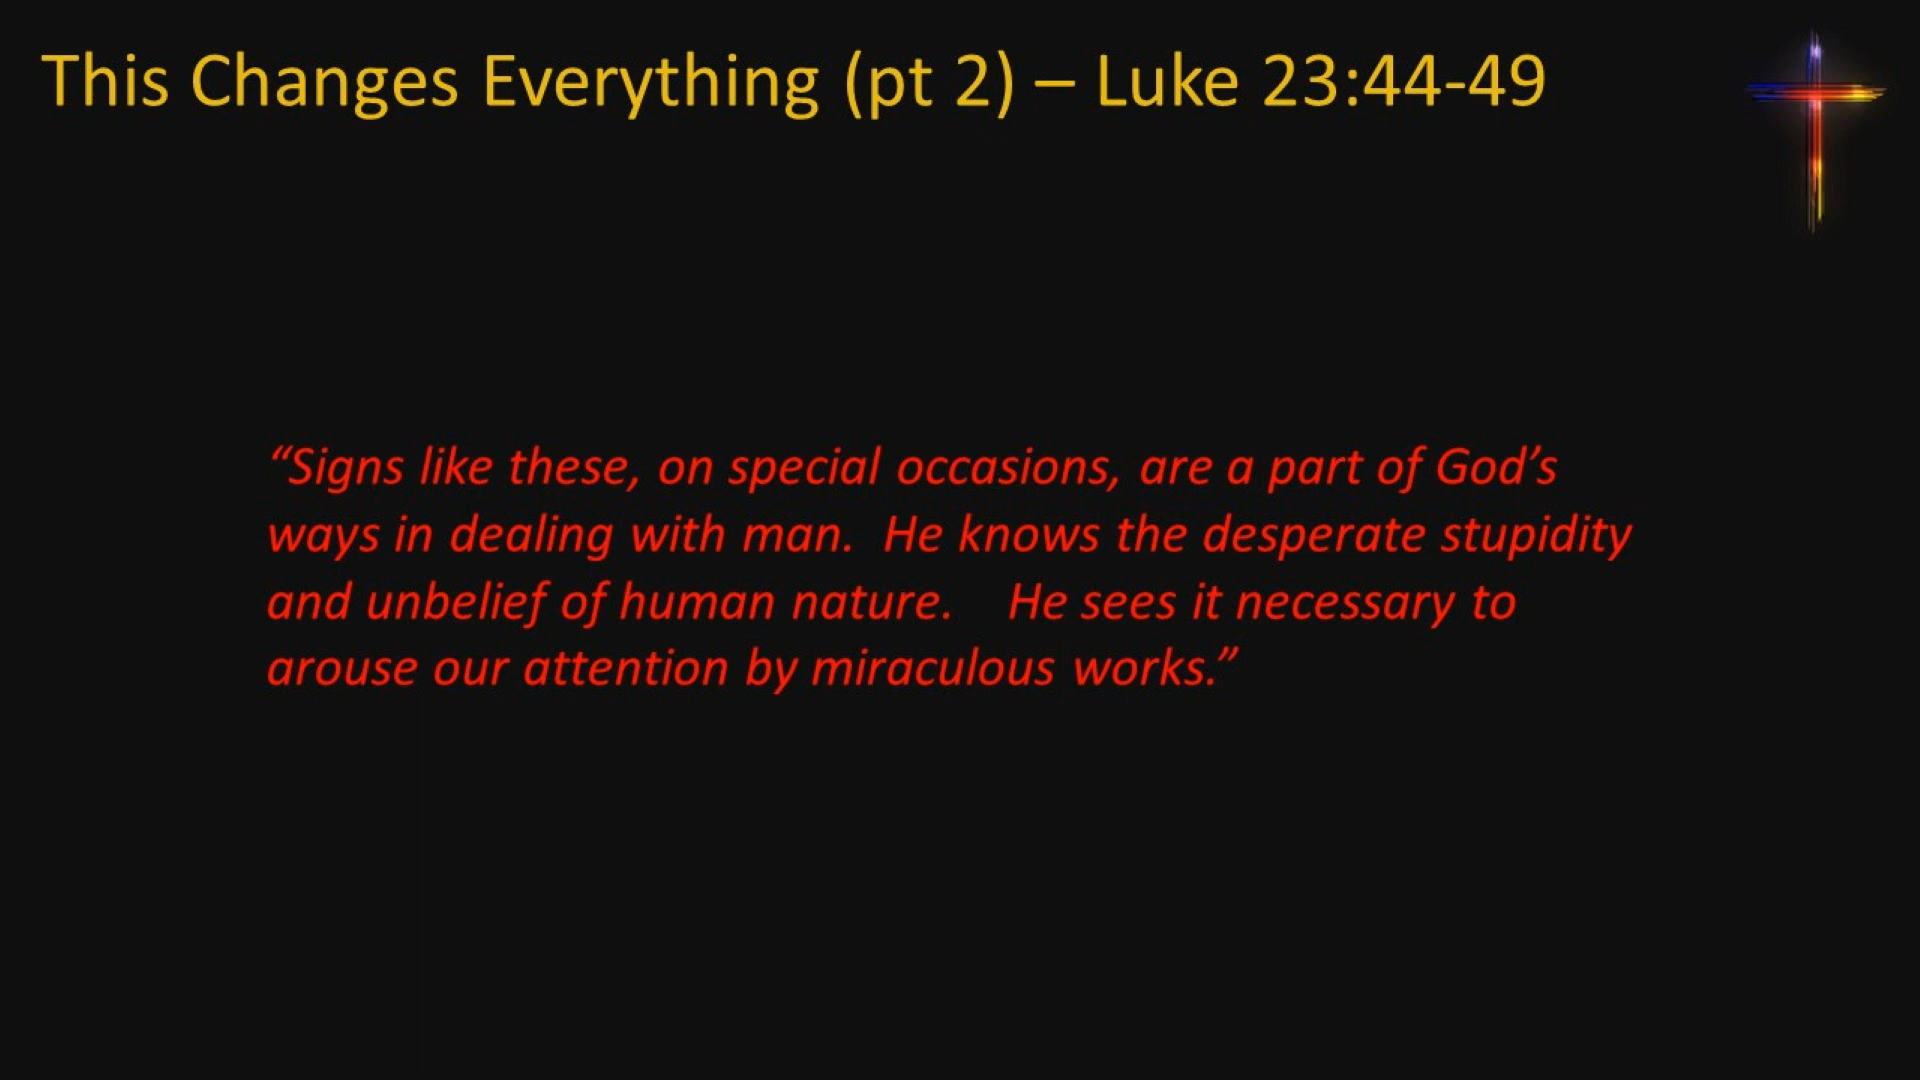 This Changes Everything (pt 2) – Luke 23:44-49
“Signs like these, on special occasions, are a part of God’s
ways in dealing with man.  He knows the desperate stupidity
and unbelief of human nature.    He sees it necessary to
arouse our attention by miraculous works.”